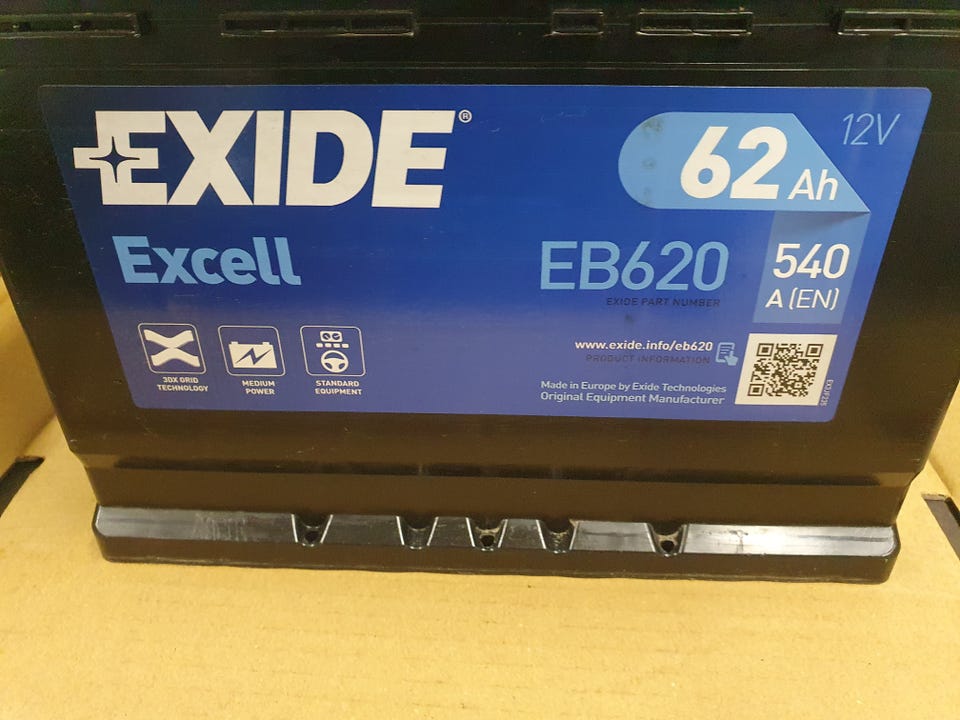 EXIDE®
62 Ah
12V
Excell
EB620
EXIDE PART NUMBER
540
A (EN)
www.exide.info/eb620
PRODUCT INFORMATION
3DX GRID
TECHNOLOGY
MEDIUM
POWER
STANDARD
EQUIPMENT
Made in Europe by Exide Technologies
Original Equipment Manufacturer